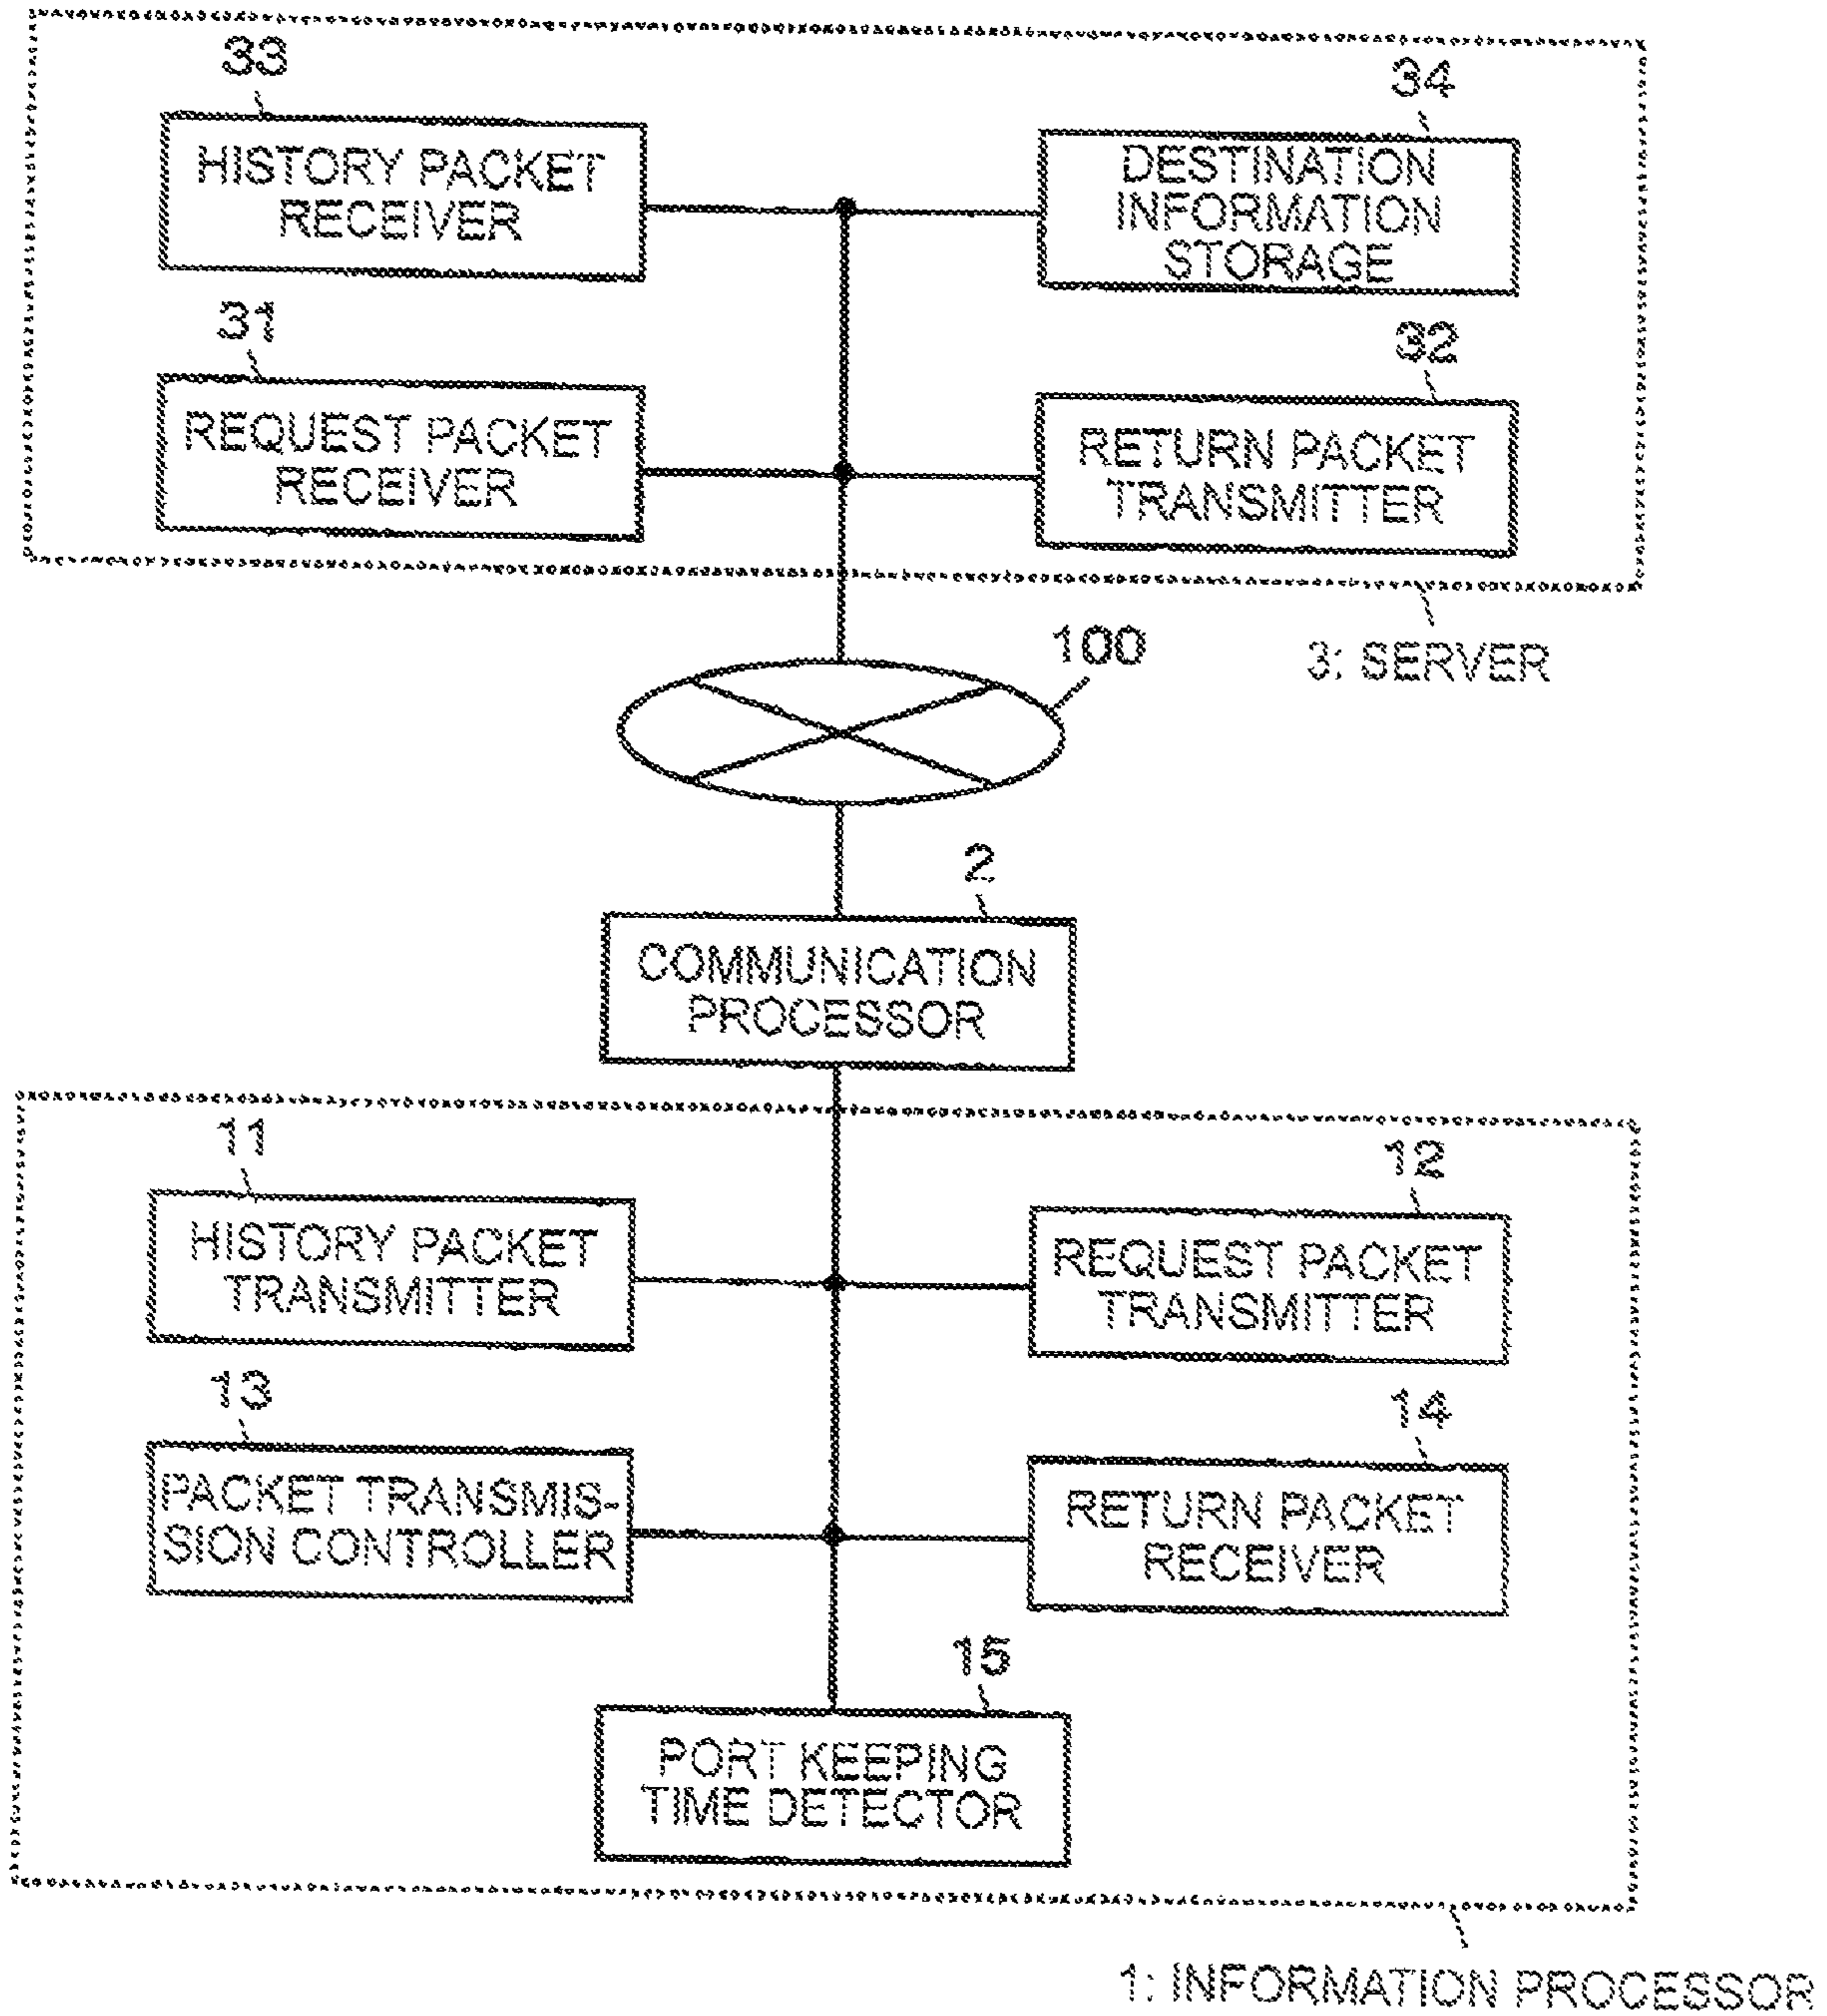 33
HISTORY PACKET
RECEIVER
34
DESTINATION
INFORMATION
STORAGE
31
REQUEST PACKET
RECEIVER
32
RETURN PACKET
TRANSMITTER
3: SERVER
100
2
COMMUNICATION
PROCESSOR
11
HISTORY PACKET
TRANSMITTER
12
REQUEST PACKET
TRANSMITTER
13
PACKET TRANSMIS-
SION CONTROLLER
14
RETURN PACKET
RECEIVER
15
PORT KEEPING
TIME DETECTOR
1: INFORMATION PROCESSOR